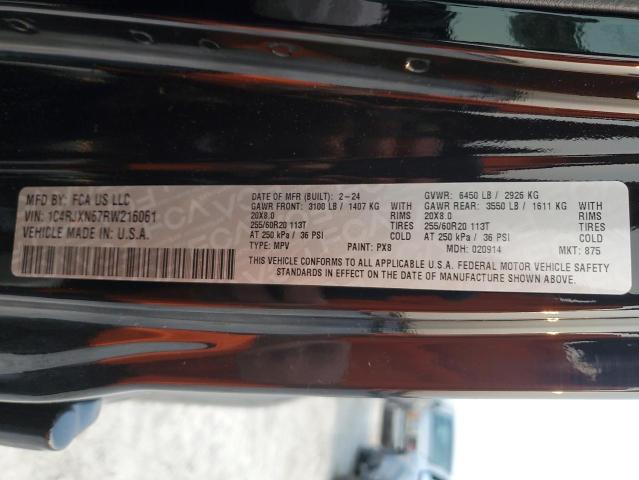 MFD BY: FCA US LLC
VIN: 1C4RJXN67RW216061
VEHICLE MADE IN: U.S.A.
DATE OF MFR (BUILT): 2-24 GVWR: 6450 LB / 2926 KG
GAWR FRONT: 3100 LB / 1407 KG WITH GAWR REAR: 3550 LB / 1611 KG WITH
20X8.0 RIMS 20X8.0 RIMS
255/60R20 113T TIRES 255/60R20 113T TIRES
AT 250 kPa / 36 PSI COLD AT 250 kPa / 36 PSI COLD
TYPE: MPV PAINT: PX8 MDH: 020914 MKT: 875
THIS VEHICLE CONFORMS TO ALL APPLICABLE U.S.A. FEDERAL MOTOR VEHICLE SAFETY
STANDARDS IN EFFECT ON THE DATE OF MANUFACTURE SHOWN ABOVE.